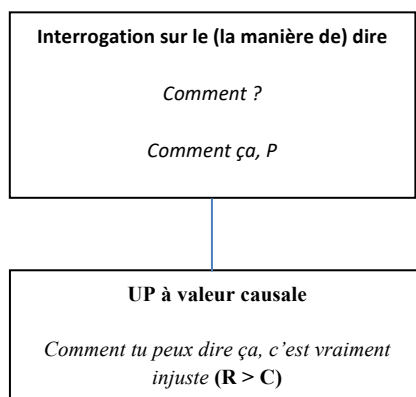 Interrogation sur le (la manière de) dire
Comment ?
Comment ça, P
UP à valeur causale
Comment tu peux dire ça, c’est vraiment
injuste (R > C)